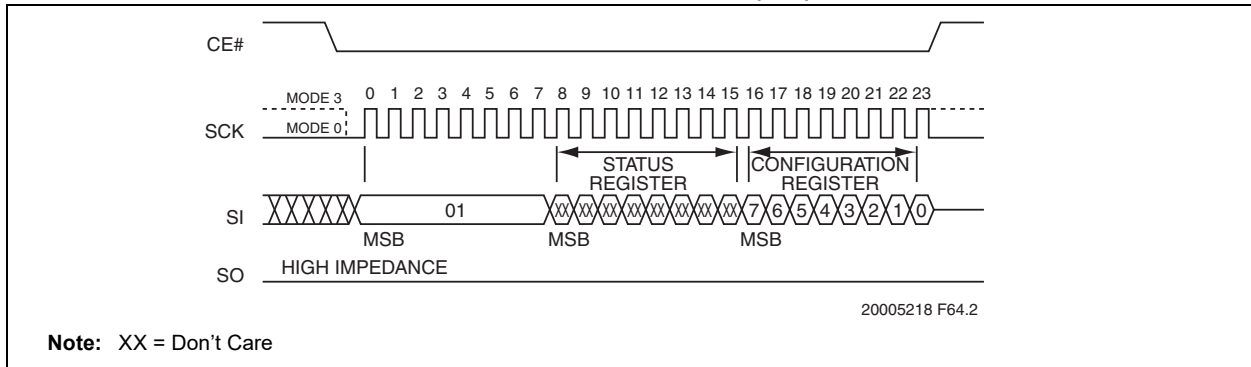 CE#
MODE 3 0 1 2 3 4 5 6 7 8 9 10 11 12 13 14 15 16 17 18 19 20 21 22 23
SCK MODE 0
STATUS REGISTER
CONFIGURATION REGISTER
SI 01 XX XX XX XX XX XX XX XX 7 6 5 4 3 2 1 0
MSB MSB MSB
SO HIGH IMPEDANCE
20005218 F64.2
Note: XX = Don't Care